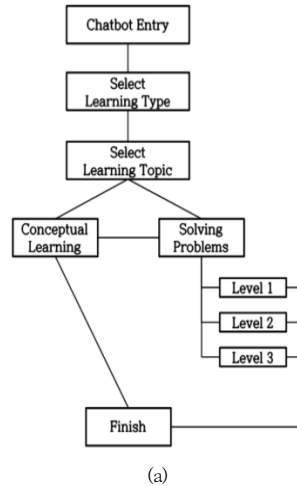 Chatbot Entry
Select
Learning Type
Select
Learning Topic
Conceptual
Learning
Solving
Problems
Level 1
Level 2
Level 3
Finish
(a)